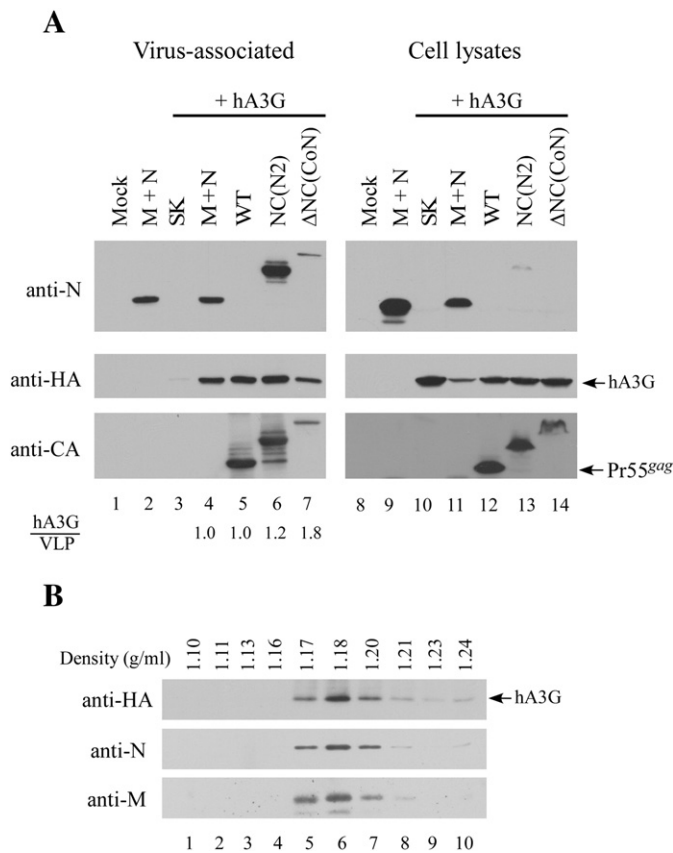 A
Virus-associated Cell lysates
+ hA3G + hA3G
Mock M + N SK M+N WT NC(N2) ΔNC(CoN) Mock M + N SK M+N WT NC(N2) ΔNC(CoN)
anti-N
anti-HA hA3G
anti-CA Pr55gag
1 2 3 4 5 6 7 8 9 10 11 12 13 14
hA3G
VLP 1.0 1.0 1.2 1.8
B
Density (g/ml) 1.10 1.11 1.13 1.16 1.17 1.18 1.20 1.21 1.23 1.24
anti-HA hA3G
anti-N
anti-M
1 2 3 4 5 6 7 8 9 10